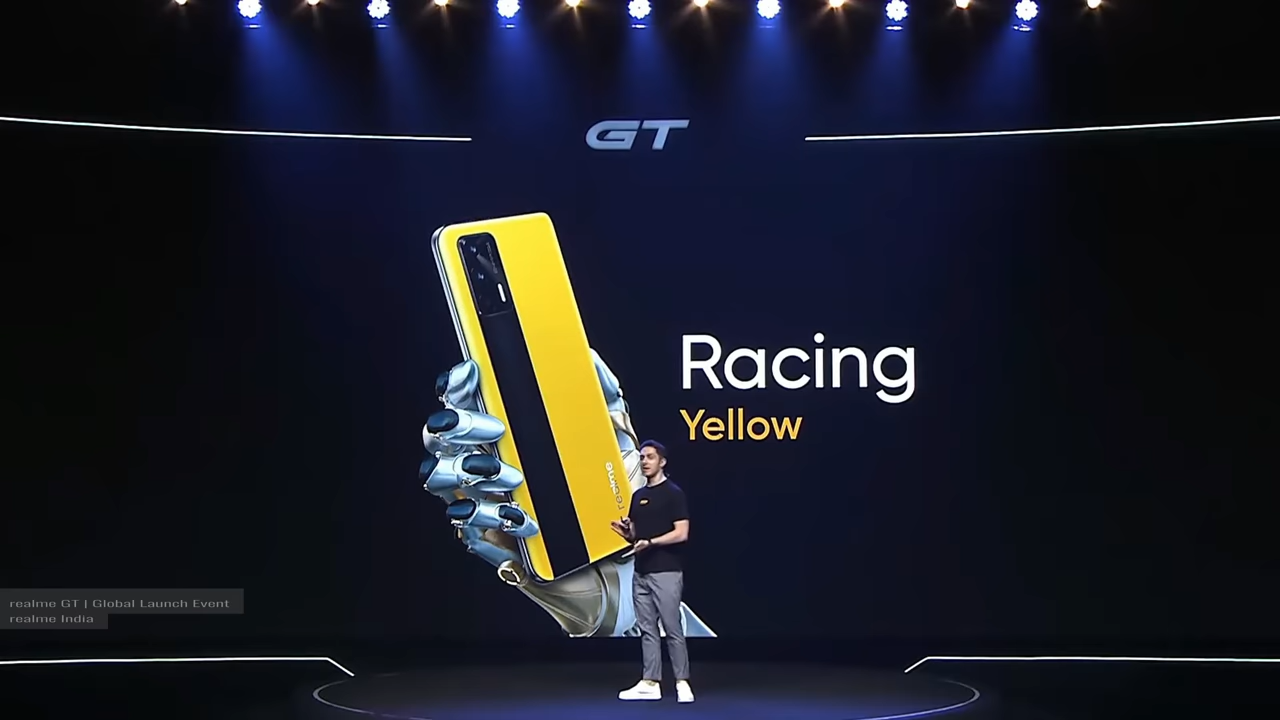 GT
Racing
Yellow
realme
realme GT | Global Launch Event
realme India